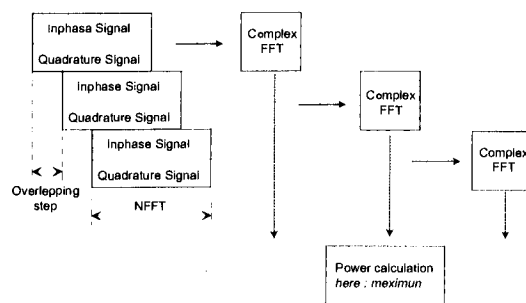 Inphasa Signal
Quadrature Signal
Inphase Signal
Quadrature Signal
Inphase Signal
Quadrature Signal
Overlepping
step
NFFT
Complex
FFT
Complex
FFT
Complex
FFT
Power calculation
here : meximun